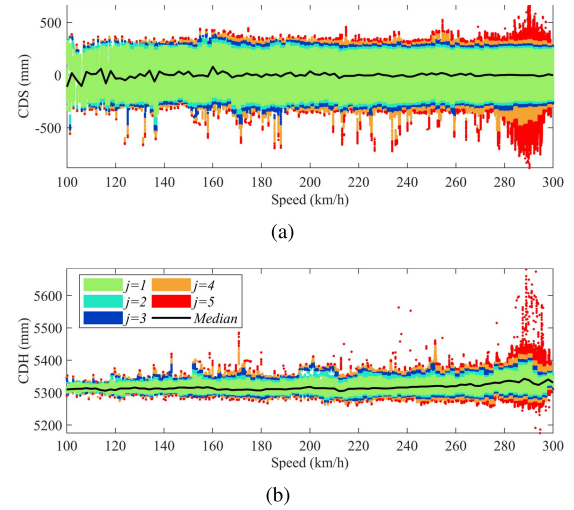 500
0
-500
CDS (mm)
100 120 140 160 180 200 220 240 260 280 300
Speed (km/h)
(a)
j=1 j=4
j=2 j=5
j=3 Median
5600
5500
5400
5300
5200
CDH (mm)
100 120 140 160 180 200 220 240 260 280 300
Speed (km/h)
(b)